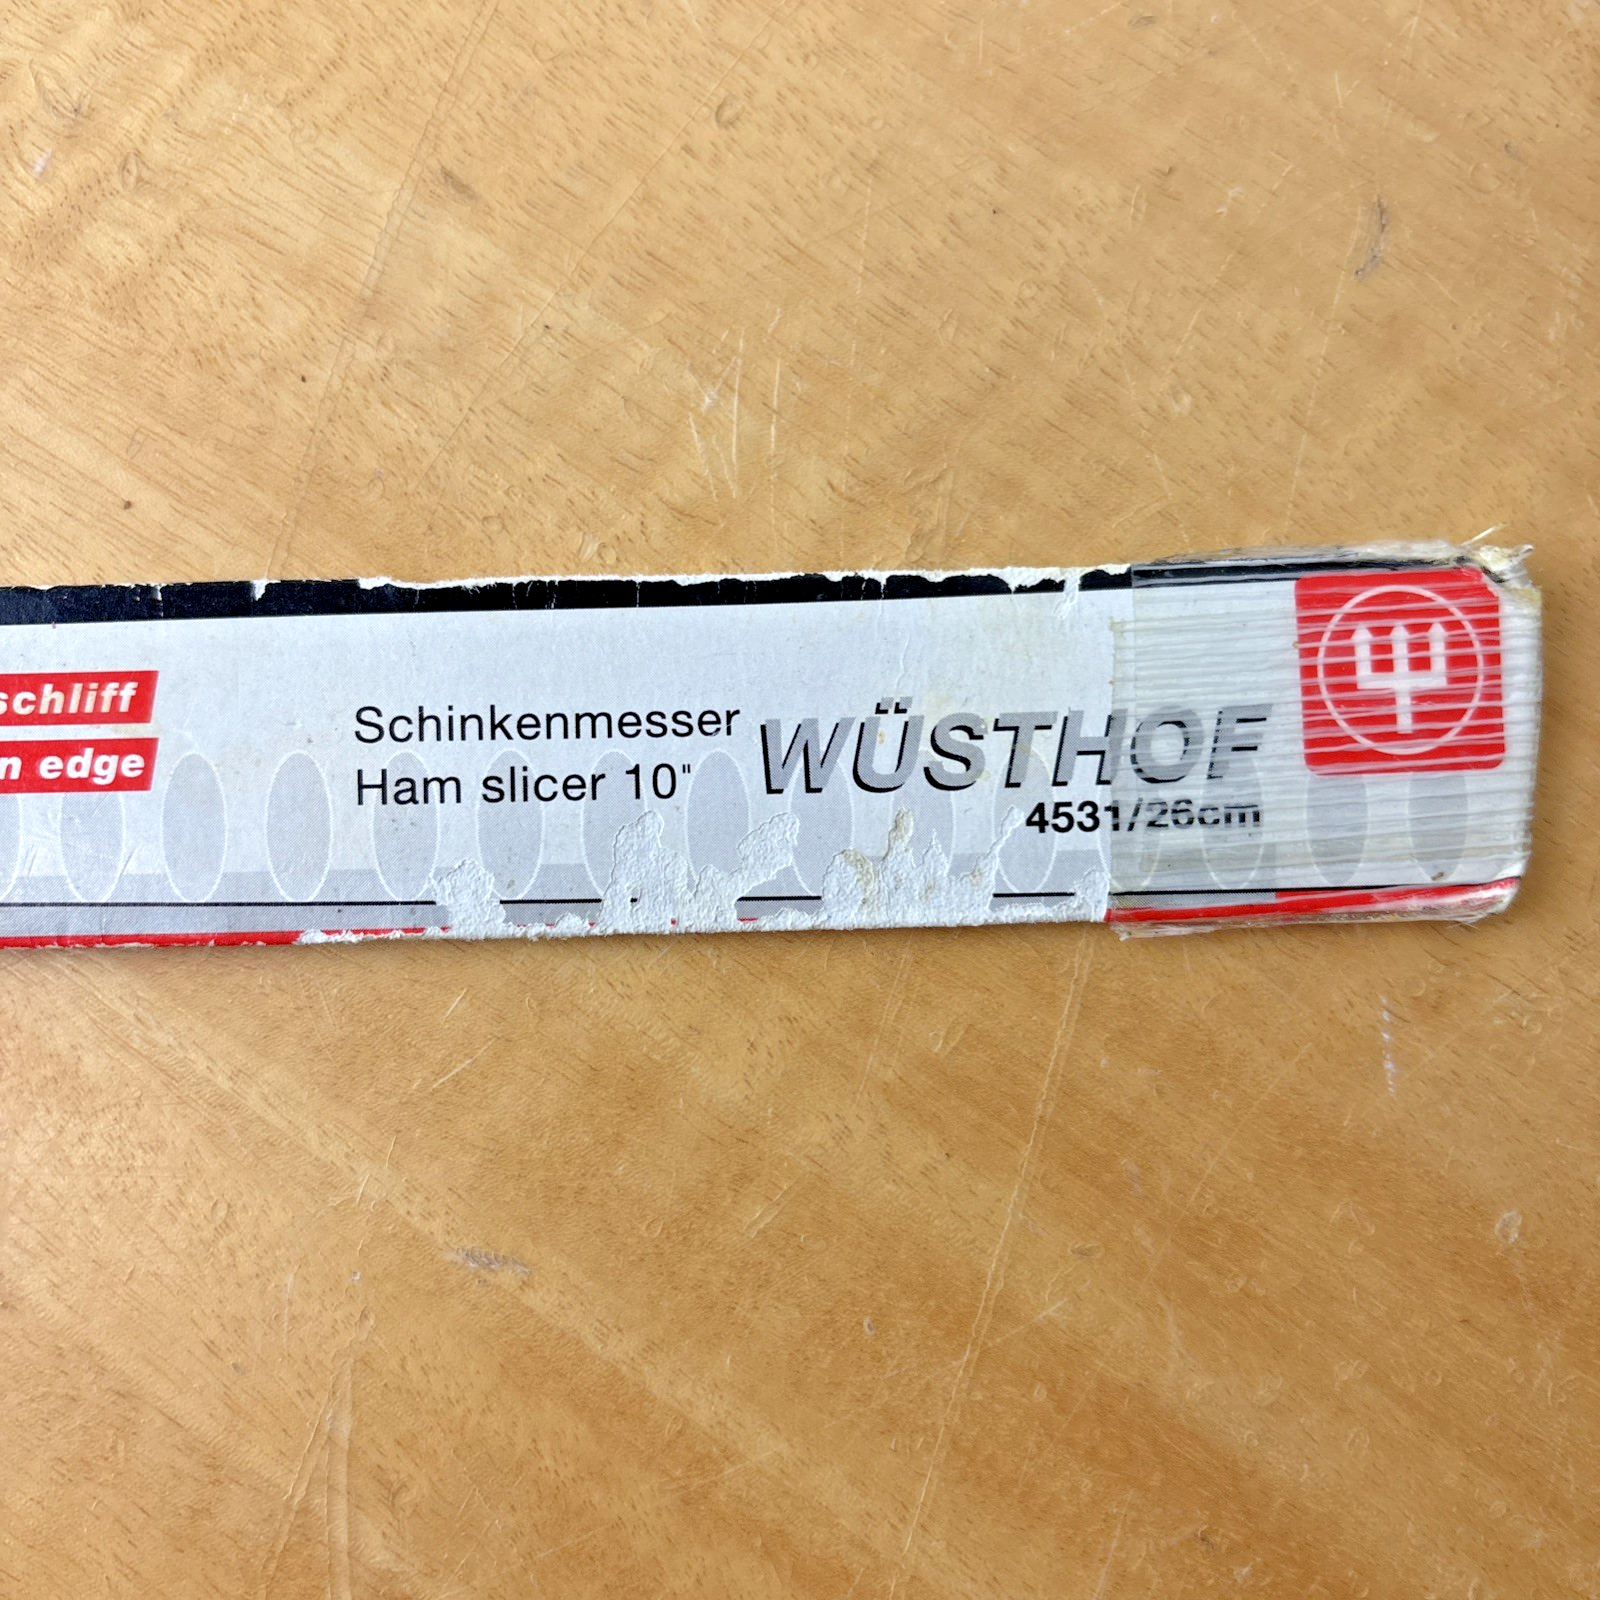 schliff
n edge
Schinkenmesser
Ham slicer 10"
WÜSTHOF
4531/26cm